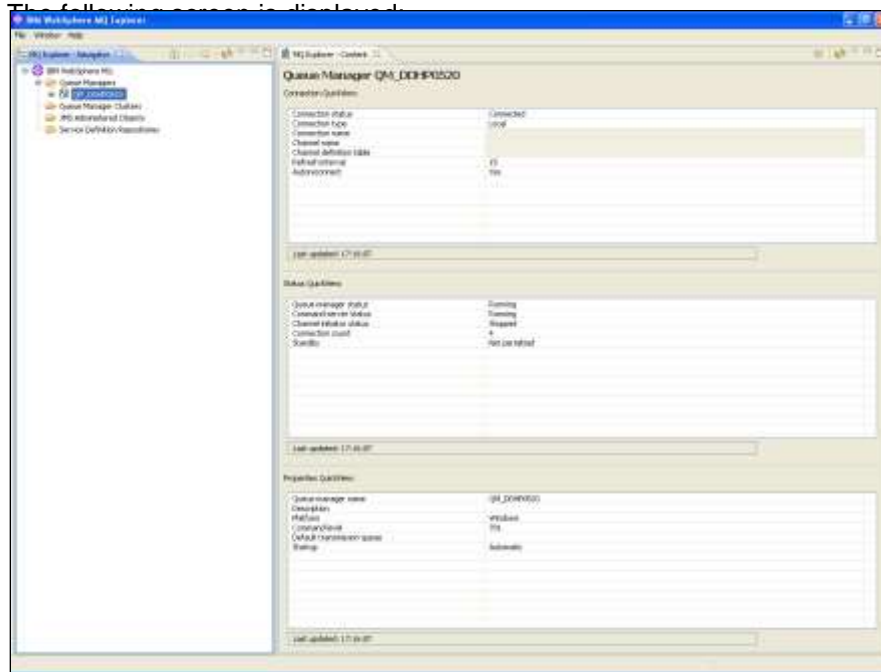 The following screen is displayed:
IBM WebSphere MQ Explorer
File Window Help
MQ Explorer - Navigator
MQ Explorer - Content
IBM WebSphere MQ
Queue Managers
Queue Manager Clusters
JMS Administered Objects
Service Definition Repositories
Queue Manager QM_DDHP0520
Connection QuickView:
Connection status Connected
Connection type Local
Connection name
Channel name
Channel definition table
Refresh interval 15
Autoreconnect Yes
Last updated: 17:16:07
Status QuickView:
Queue manager status Running
Command server status Running
Channel initiator status Stopped
Connection count
Standby Not permitted
Last updated: 17:16:07
Properties QuickView:
Queue manager name QM_DDHP0520
Description
Platform Windows
Command level
Default transmission queue
Startup Automatic
Last updated: 17:16:07